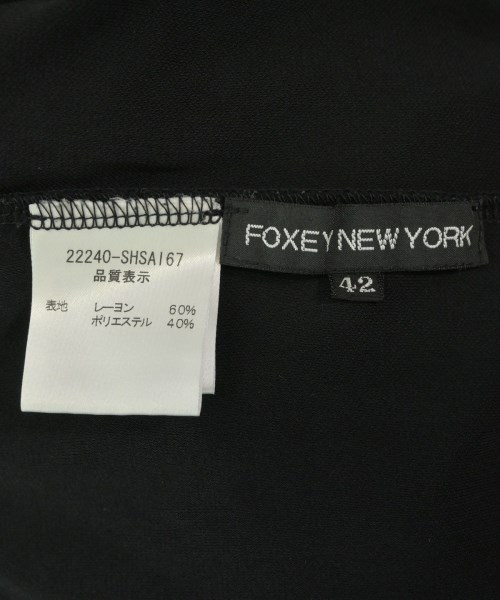 22240-SHSA167
品質表示
表地 レーヨン 60%
ポリエステル 40%
FOXEY NEW YORK
42